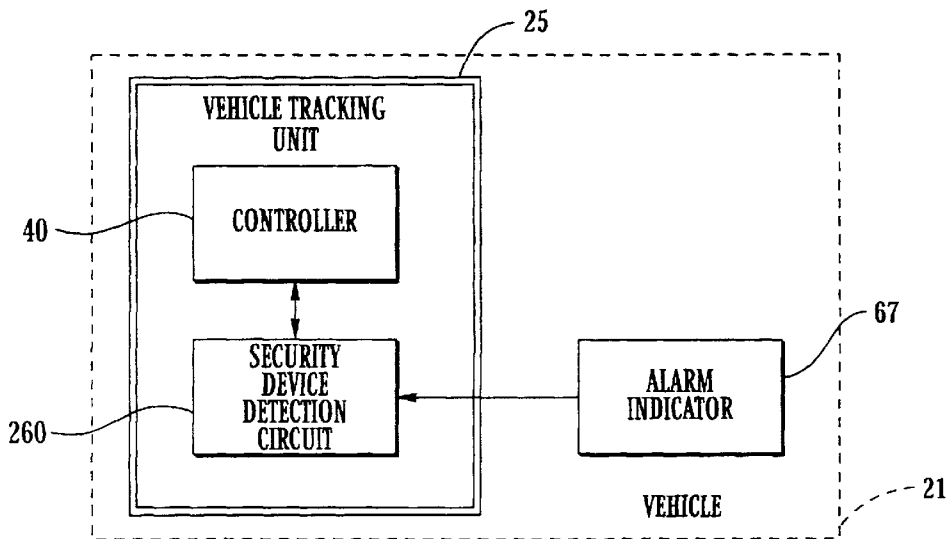 25
VEHICLE TRACKING
UNIT
40
CONTROLLER
67
SECURITY
DEVICE
DETECTION
CIRCUIT
ALARM
INDICATOR
260
VEHICLE
21